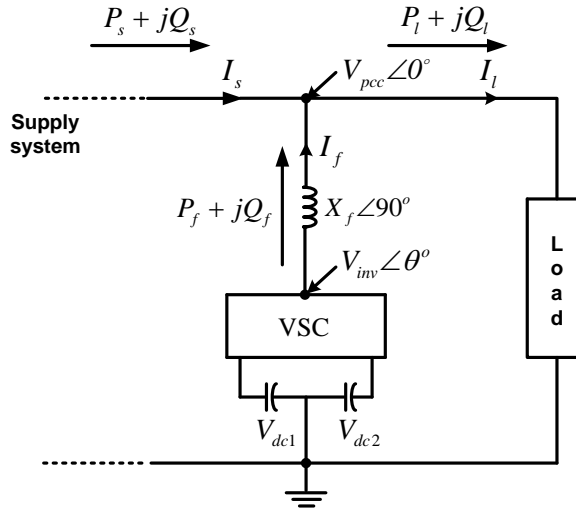 P_s + jQ_s
P_l + jQ_l
I_s
V_pcc∠0°
I_l
Supply
system
I_f
P_f + jQ_f
X_f∠90°
V_inv∠θ°
L
o
a
d
VSC
V_dc1
V_dc2